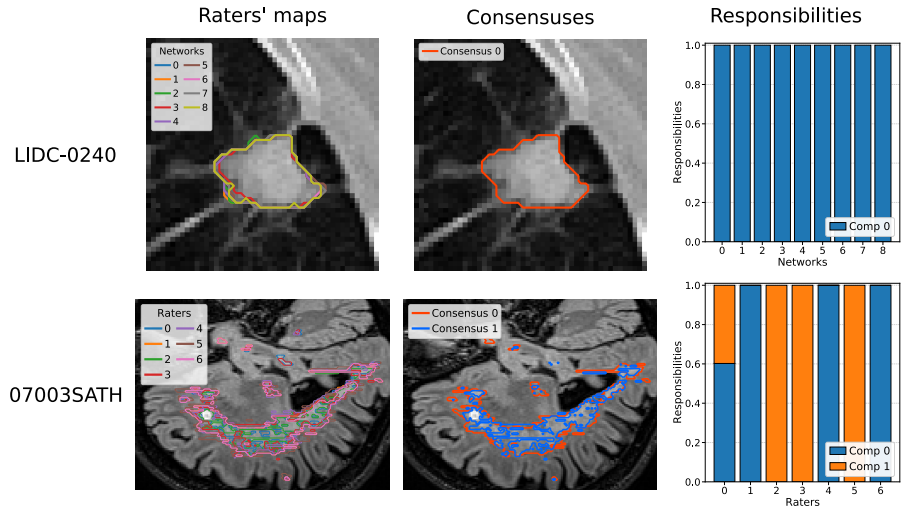 Raters' maps Consensuses Responsibilities
LIDC-0240
Networks
0 5
1 6
2 7
3 8
4
Consensus 0
1.0
0.8
0.6
0.4
0.2
0.0
Responsibilities
Comp 0
0 1 2 3 4 5 6 7 8
Networks
07003SATH
Raters
0 4
1 5
2 6
3
Consensus 0
Consensus 1
1.0
0.8
0.6
0.4
0.2
0.0
Responsibilities
Comp 0
Comp 1
0 1 2 3 4 5 6
Raters